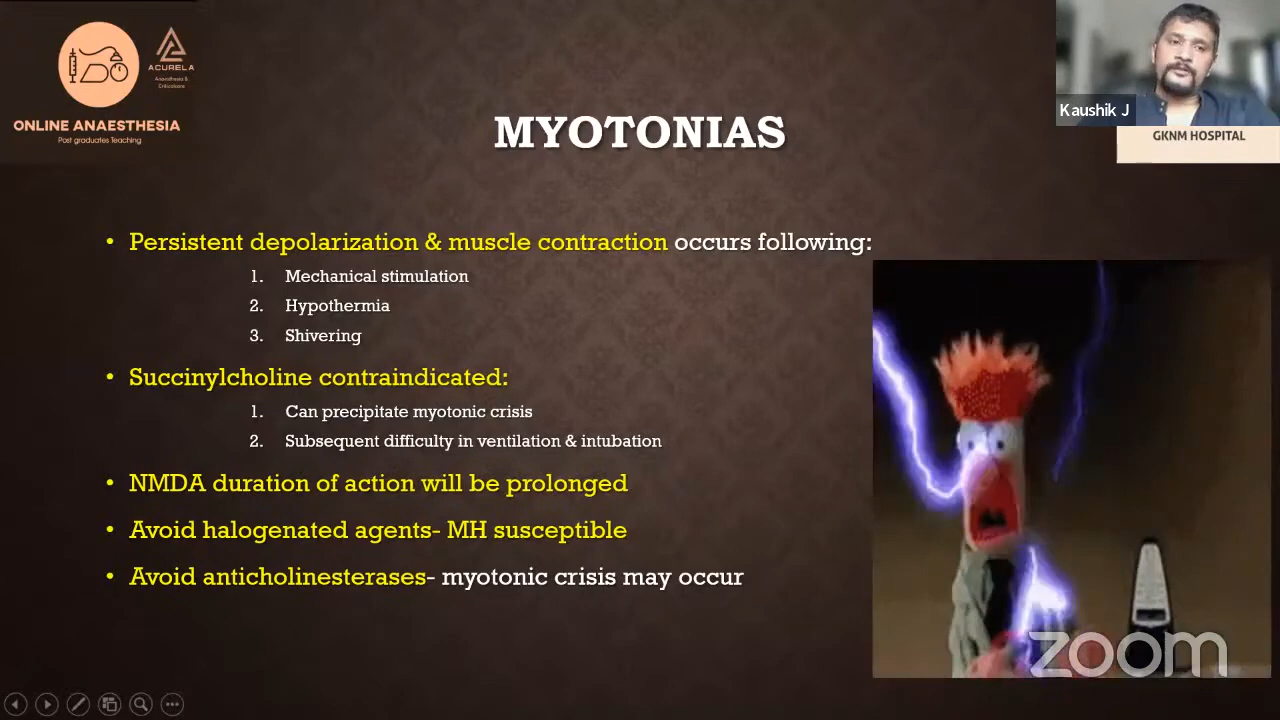 ACURELA
Anaesthesia &
Criticalcare
ONLINE ANAESTHESIA
Post graduates Teaching
Kaushik J
GKNM HOSPITAL
MYOTONIAS
• Persistent depolarization & muscle contraction occurs following:
1. Mechanical stimulation
2. Hypothermia
3. Shivering
• Succinylcholine contraindicated:
1. Can precipitate myotonic crisis
2. Subsequent difficulty in ventilation & intubation
• NMDA duration of action will be prolonged
• Avoid halogenated agents- MH susceptible
• Avoid anticholinesterases- myotonic crisis may occur
zoom